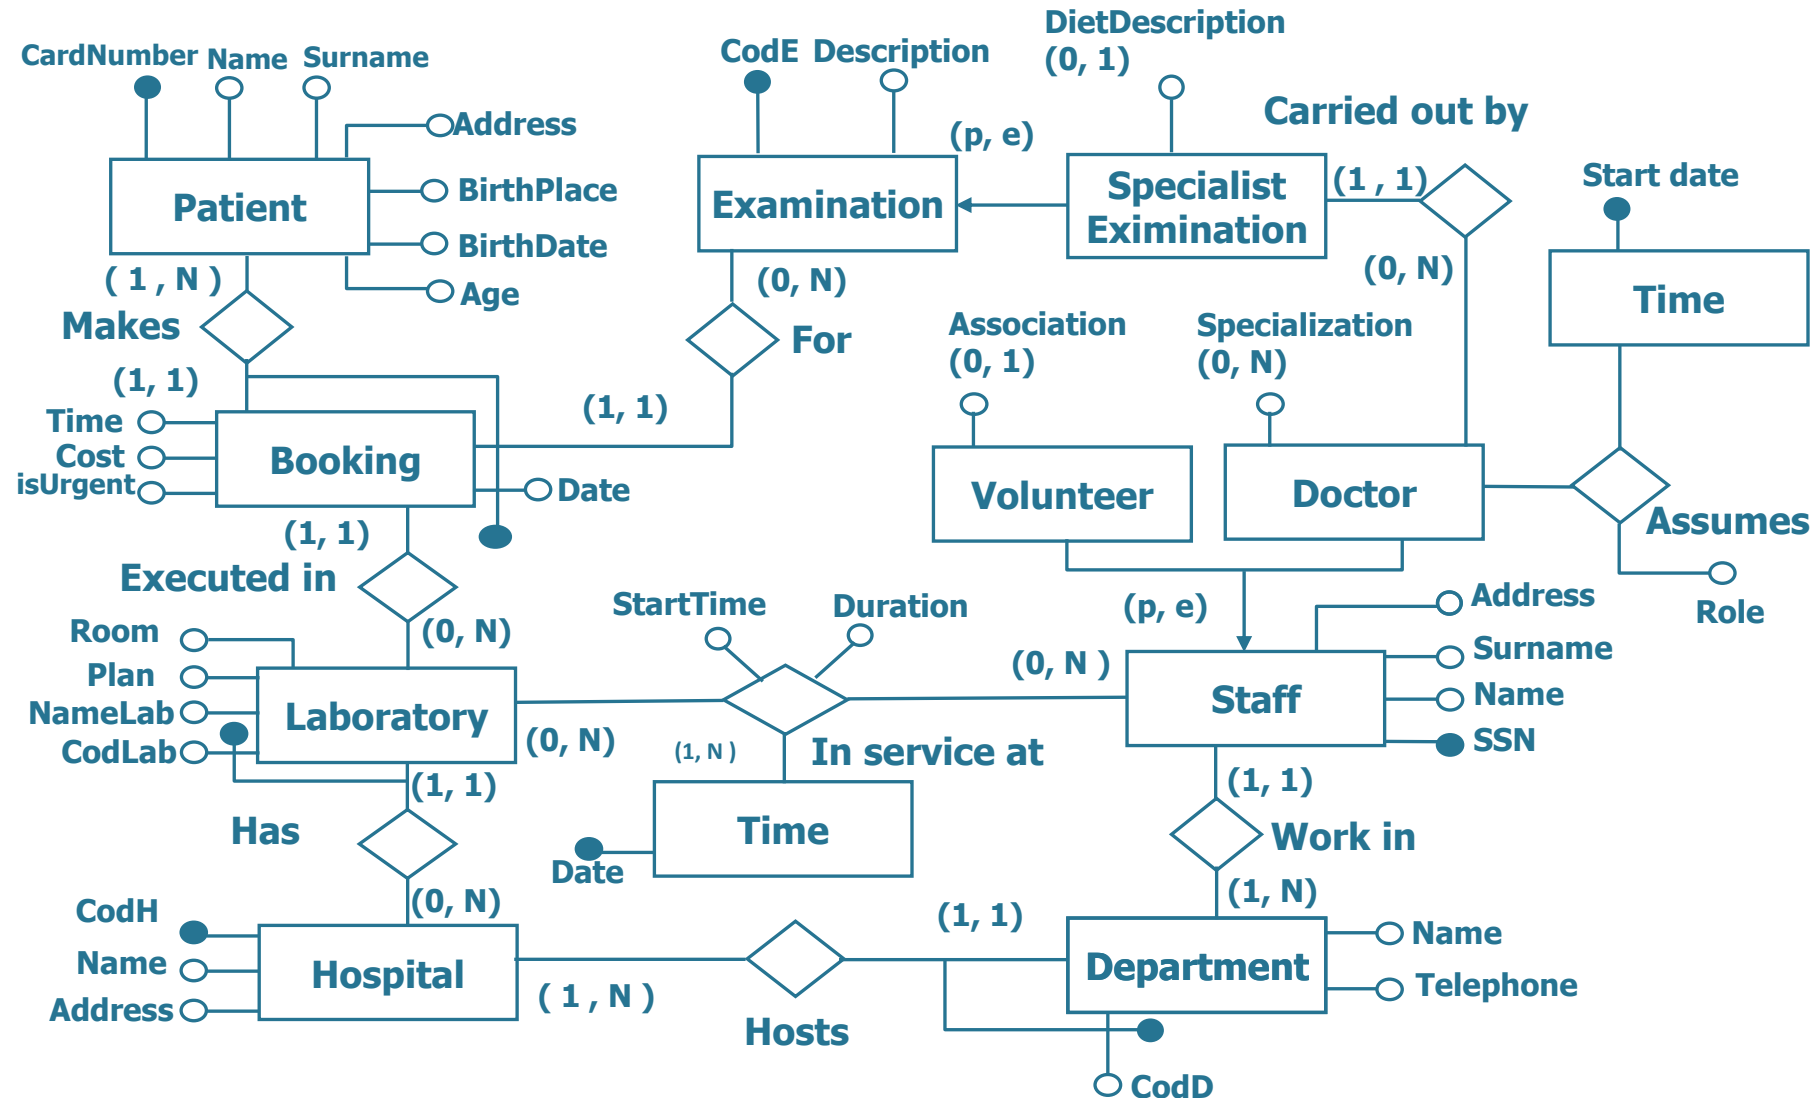 DietDescription
(0, 1)
CardNumber Name Surname
CodE Description
Carried out by
Address
(p, e)
Patient
BirthPlace
BirthDate
Age
Examination
Specialist
Eximination
(1 , 1)
Start date
( 1 , N )
(0, N)
(0, N)
Time
Makes
For
Association
(0, 1)
Specialization
(0, N)
(1, 1)
(1, 1)
Time
Cost
isUrgent
Booking
Date
Volunteer
Doctor
Assumes
(1, 1)
Executed in
StartTime
Duration
(p, e)
Address
Role
Room
Plan
NameLab
CodLab
(0, N)
(0, N )
Surname
Name
SSN
Laboratory
Staff
(0, N)
(1, N )
In service at
(1, 1)
(1, 1)
Has
Time
Work in
Date
CodH
Name
Address
(0, N)
(1, 1)
(1, N)
Name
Telephone
Hospital
( 1 , N )
Department
Hosts
CodD